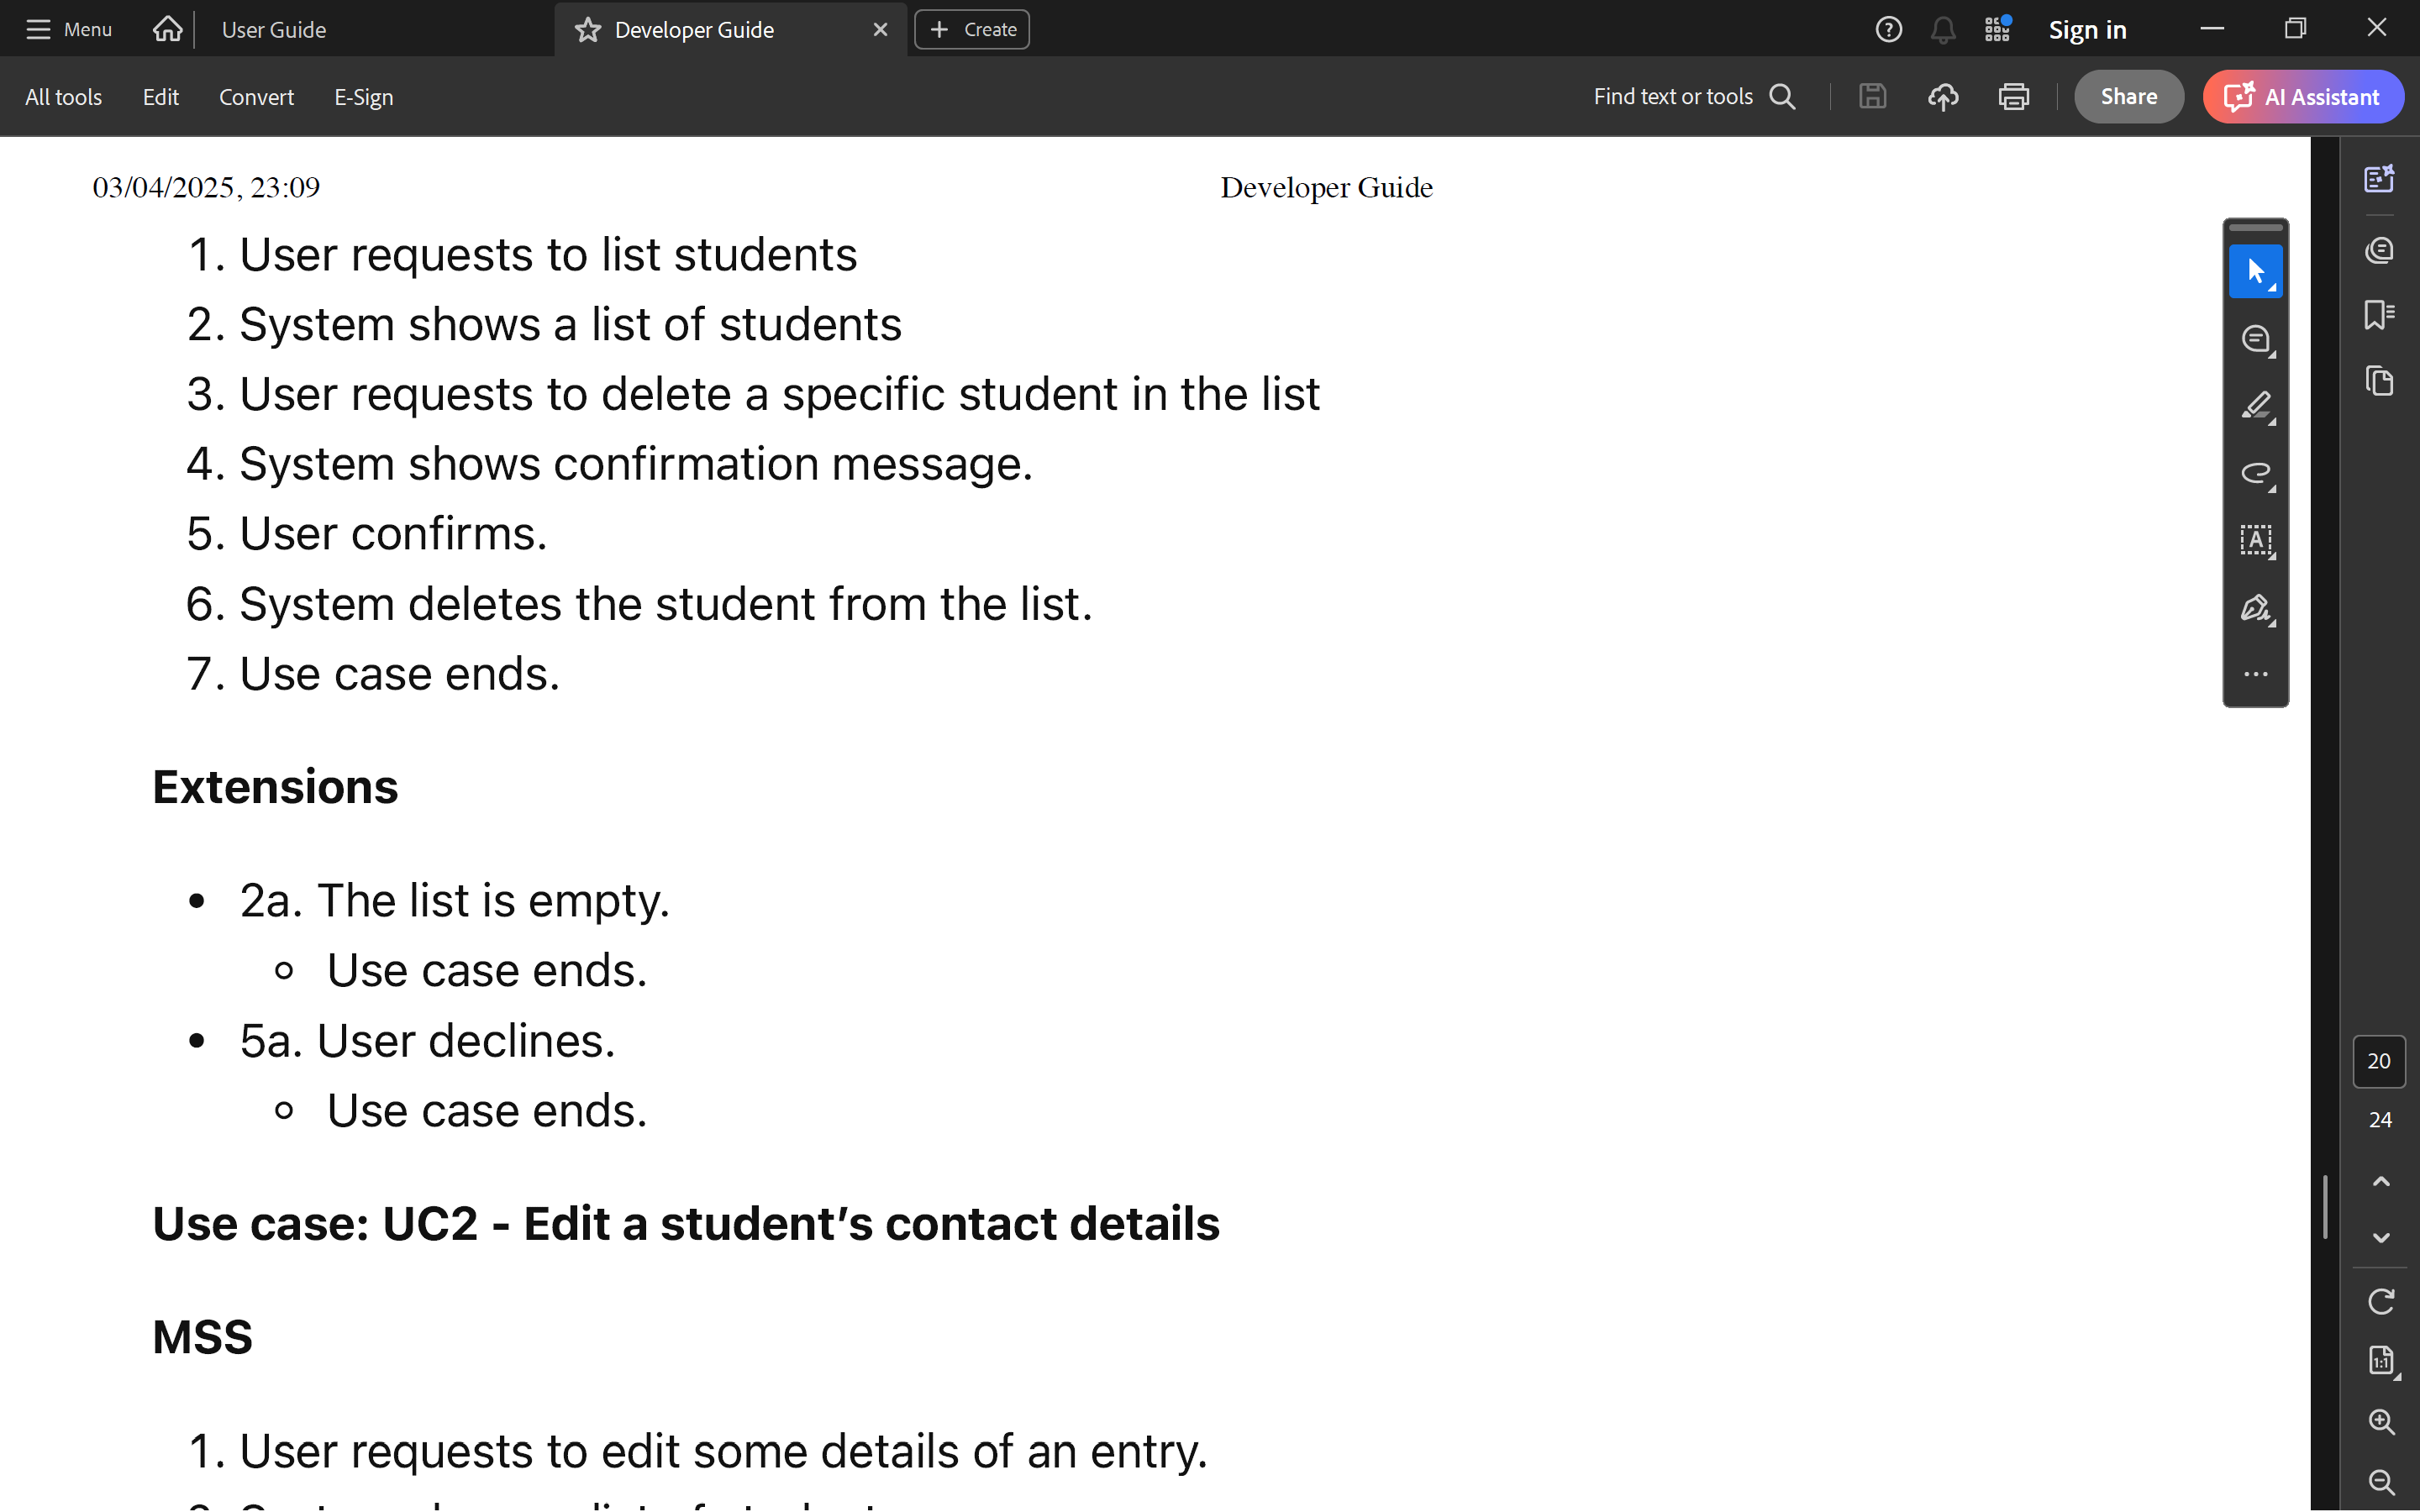 Menu
User Guide
Developer Guide
Create
Sign in
All tools
Edit
Convert
E-Sign
Find text or tools
Share
AI Assistant
03/04/2025, 23:09
Developer Guide
1. User requests to list students
2. System shows a list of students
3. User requests to delete a specific student in the list
4. System shows confirmation message.
5. User confirms.
6. System deletes the student from the list.
7. Use case ends.
Extensions
• 2a. The list is empty.
○ Use case ends.
• 5a. User declines.
○ Use case ends.
Use case: UC2 - Edit a student’s contact details
MSS
1. User requests to edit some details of an entry.
20
24
1:1